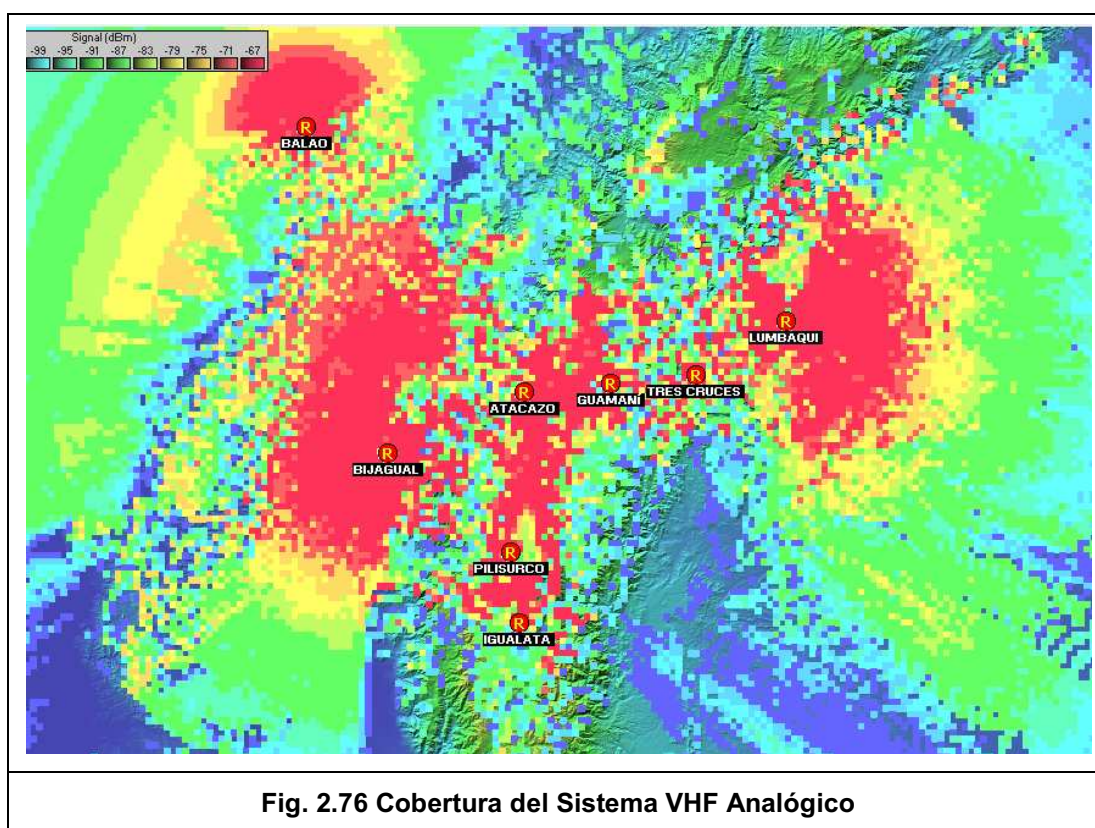 Signal (dBm)
-99 -95 -91 -87 -83 -79 -75 -71 -67
R
BALAO
R
LUMBAQUI
R
TRES CRUCES
R
GUAMANÍ
R
ATACAZO
R
BIJAGUAL
R
PILISURCO
R
IGUALATA
Fig. 2.76 Cobertura del Sistema VHF Analógico